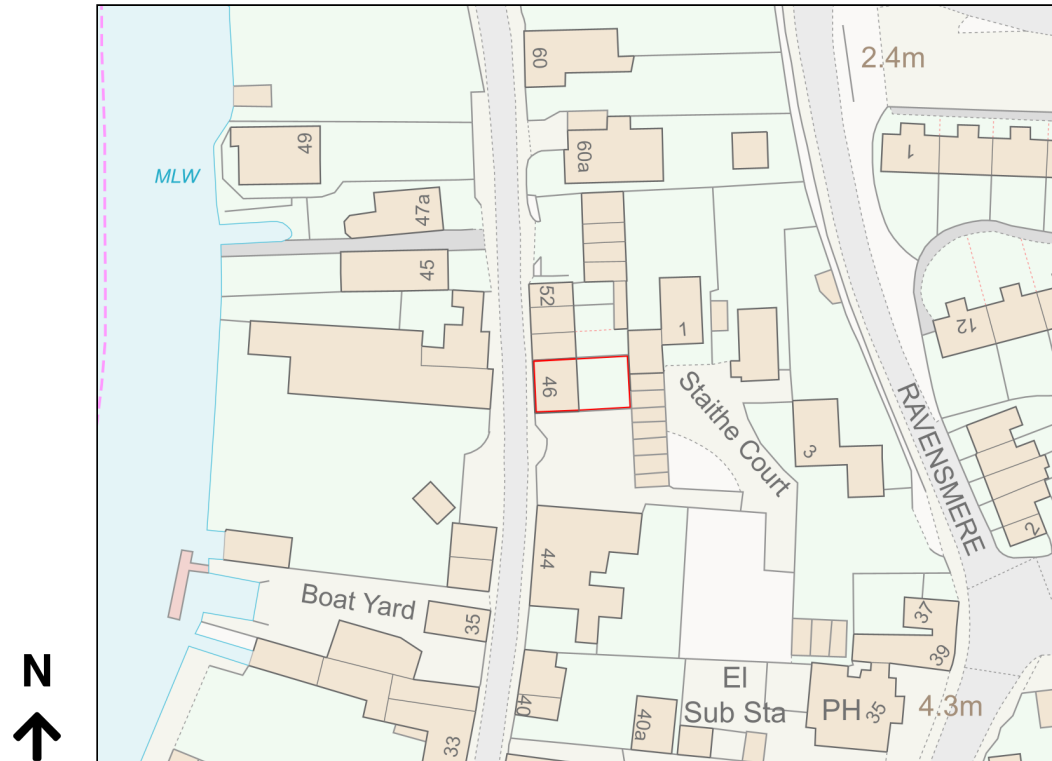 60
2.4m
49
60a
1
MLW
47a
45
52
1
12
46
Staithe Court
RAVENSMERE
3
2
44
Boat Yard
35
37
39
N
El
Sub Sta
40
40a
PH
35
4.3m
33